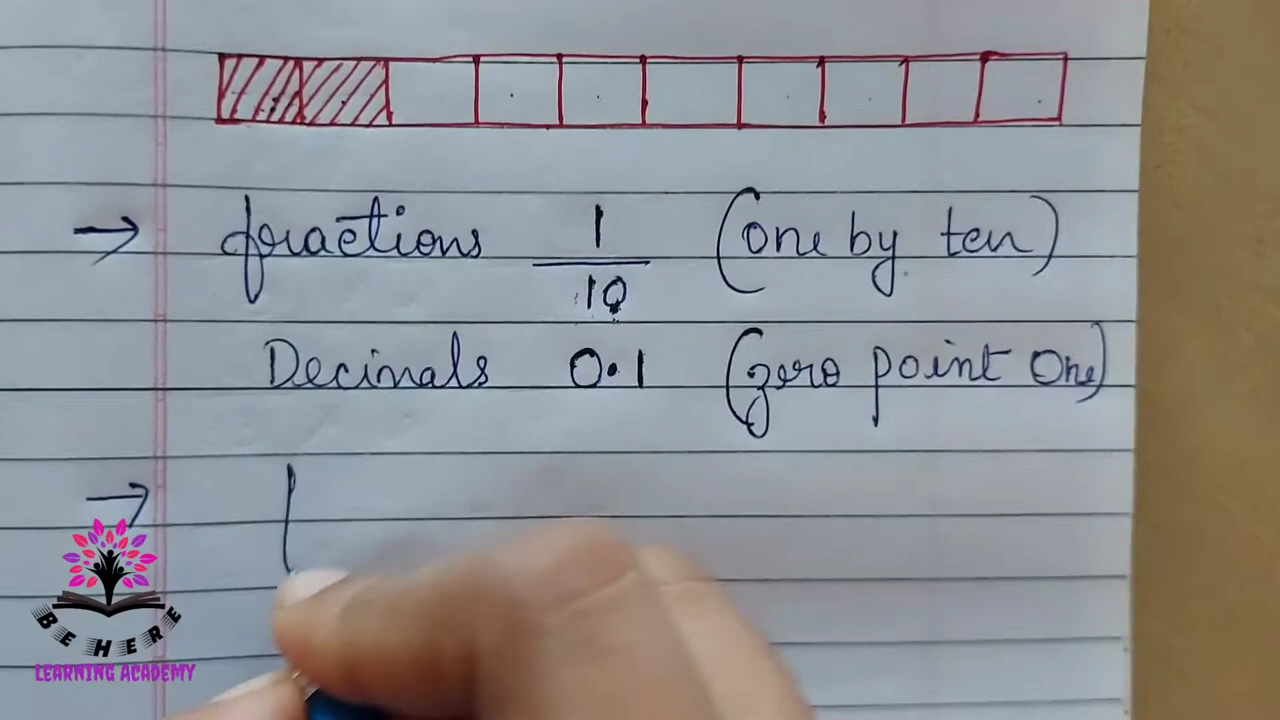 → fractions 1/10 (one by ten)
Decimals 0.1 (zero point One)
→
BE HERE
LEARNING ACADEMY